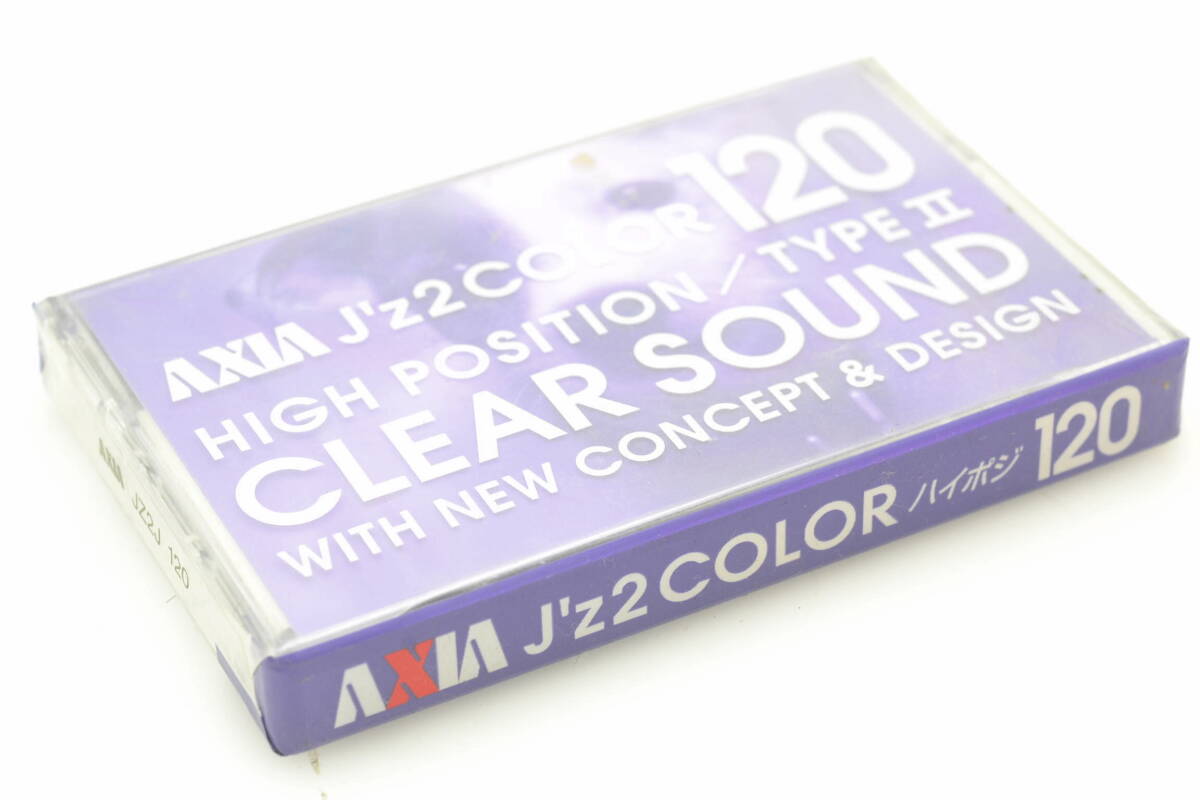 AXIA J'z2 COLOR 120
HIGH POSITION / TYPE II
CLEAR SOUND
WITH NEW CONCEPT & DESIGN
AXIA J'z2 COLOR ハイポジ 120
AXIA JZ2J 120